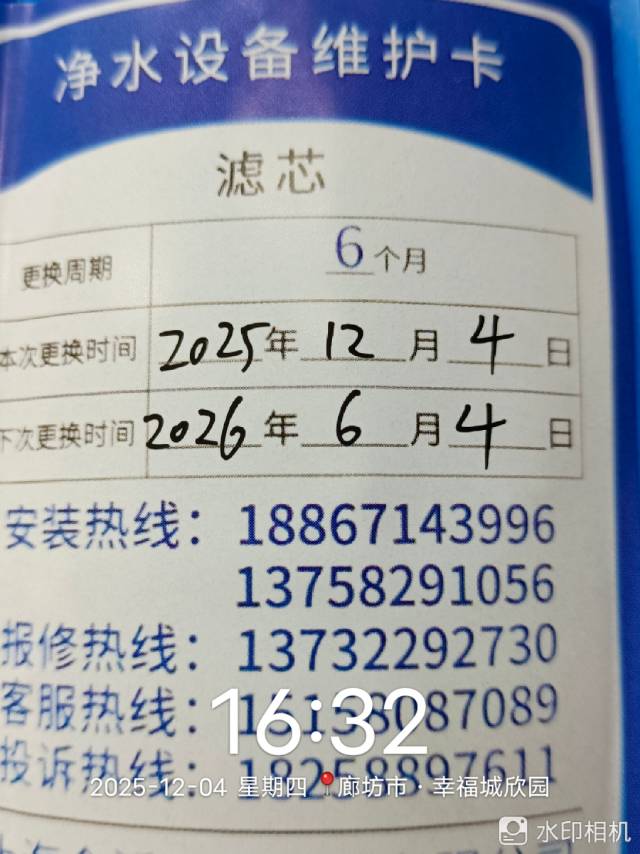 净水设备维护卡
滤芯
更换周期 6个月
本次更换时间 2025年12月4日
下次更换时间 2026年6月4日
安装热线：18867143996
13758291056
报修热线：13732292730
客服热线：15158087089
投诉热线：18258897611
16:32
2025-12-04 星期四 廊坊市·幸福城欣园
水印相机